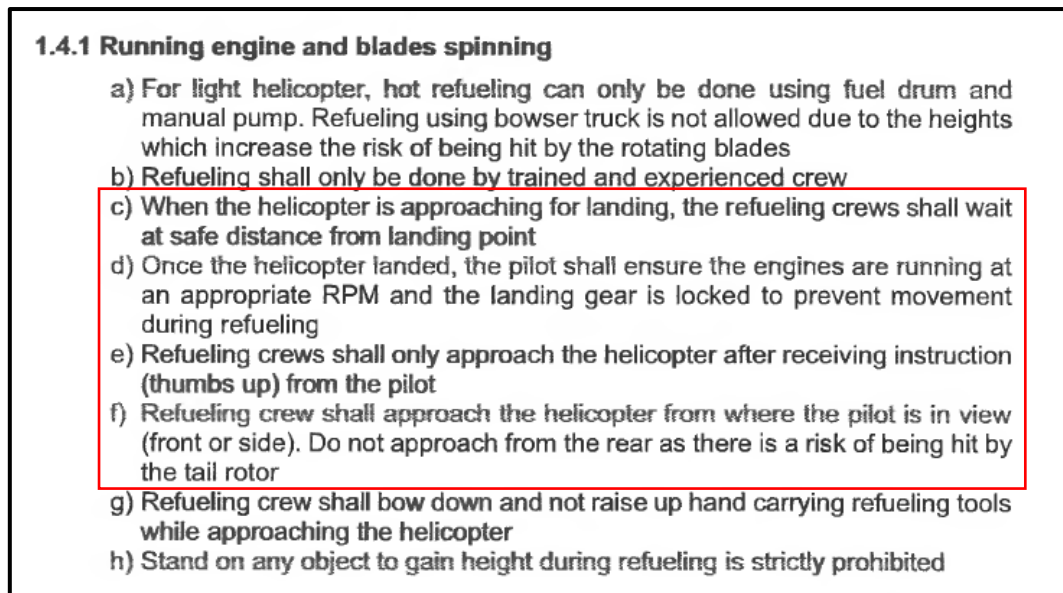 1.4.1 Running engine and blades spinning
a) For light helicopter, hot refueling can only be done using fuel drum and
manual pump. Refueling using bowser truck is not allowed due to the heights
which increase the risk of being hit by the rotating blades
b) Refueling shall only be done by trained and experienced crew
c) When the helicopter is approaching for landing, the refueling crews shall wait
at safe distance from landing point
d) Once the helicopter landed, the pilot shall ensure the engines are running at
an appropriate RPM and the landing gear is locked to prevent movement
during refueling
e) Refueling crews shall only approach the helicopter after receiving instruction
(thumbs up) from the pilot
f) Refueling crew shall approach the helicopter from where the pilot is in view
(front or side). Do not approach from the rear as there is a risk of being hit by
the tail rotor
g) Refueling crew shall bow down and not raise up hand carrying refueling tools
while approaching the helicopter
h) Stand on any object to gain height during refueling is strictly prohibited